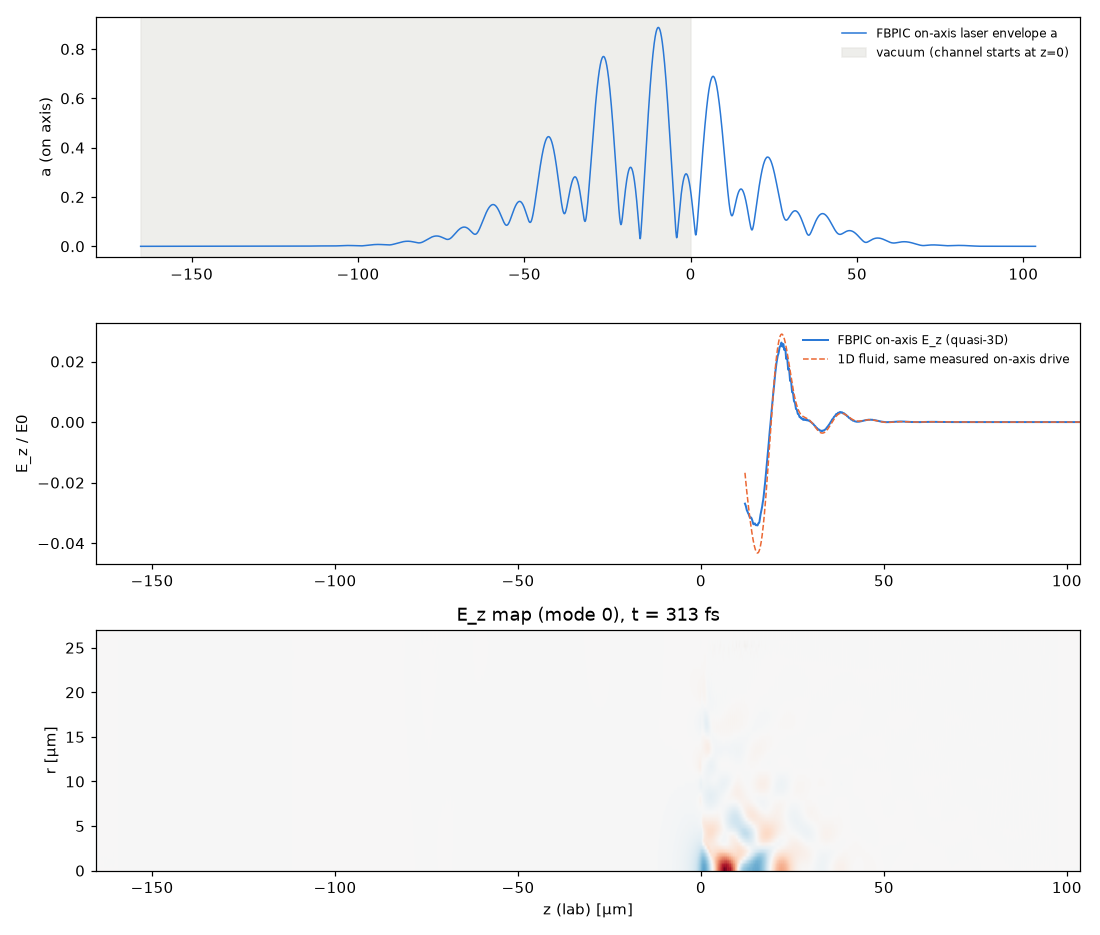 FBPIC on-axis laser envelope a
vacuum (channel starts at z=0)
a (on axis)
0.8
0.6
0.4
0.2
0.0
−150 −100 −50 0 50 100
FBPIC on-axis E_z (quasi-3D)
1D fluid, same measured on-axis drive
E_z / E0
0.02
0.00
−0.02
−0.04
−150 −100 −50 0 50 100
E_z map (mode 0), t = 313 fs
r [μm]
25
20
15
10
5
0
−150 −100 −50 0 50 100
z (lab) [μm]